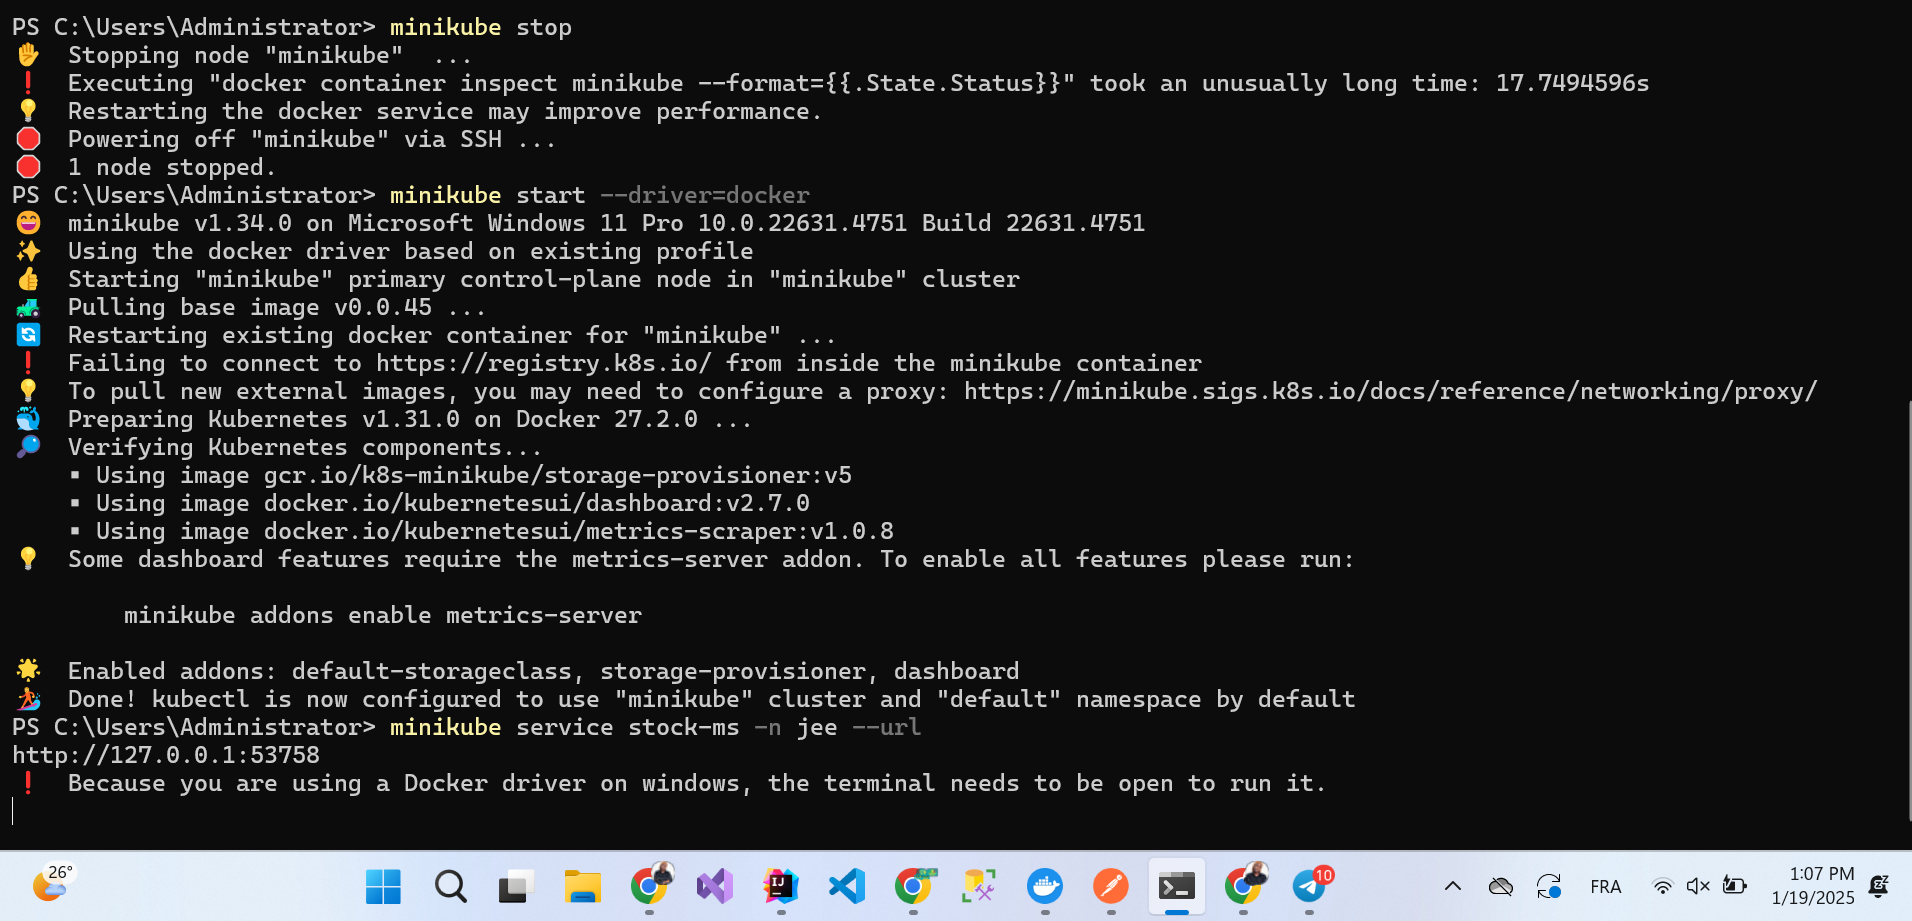 PS C:\Users\Administrator> minikube stop
✋  Stopping node "minikube"  ...
❗  Executing "docker container inspect minikube --format={{.State.Status}}" took an unusually long time: 17.7494596s
💡  Restarting the docker service may improve performance.
🛑  Powering off "minikube" via SSH ...
🛑  1 node stopped.
PS C:\Users\Administrator> minikube start --driver=docker
😄  minikube v1.34.0 on Microsoft Windows 11 Pro 10.0.22631.4751 Build 22631.4751
✨  Using the docker driver based on existing profile
👍  Starting "minikube" primary control-plane node in "minikube" cluster
🚜  Pulling base image v0.0.45 ...
🔄  Restarting existing docker container for "minikube" ...
❗  Failing to connect to https://registry.k8s.io/ from inside the minikube container
💡  To pull new external images, you may need to configure a proxy: https://minikube.sigs.k8s.io/docs/reference/networking/proxy/
🐳  Preparing Kubernetes v1.31.0 on Docker 27.2.0 ...
🔎  Verifying Kubernetes components...
▪ Using image gcr.io/k8s-minikube/storage-provisioner:v5
▪ Using image docker.io/kubernetesui/dashboard:v2.7.0
▪ Using image docker.io/kubernetesui/metrics-scraper:v1.0.8
💡  Some dashboard features require the metrics-server addon. To enable all features please run:
minikube addons enable metrics-server
🌟  Enabled addons: default-storageclass, storage-provisioner, dashboard
🏄  Done! kubectl is now configured to use "minikube" cluster and "default" namespace by default
PS C:\Users\Administrator> minikube service stock-ms -n jee --url
http://127.0.0.1:53758
❗  Because you are using a Docker driver on windows, the terminal needs to be open to run it.
26°
IJ
10
FRA
1:07 PM
1/19/2025